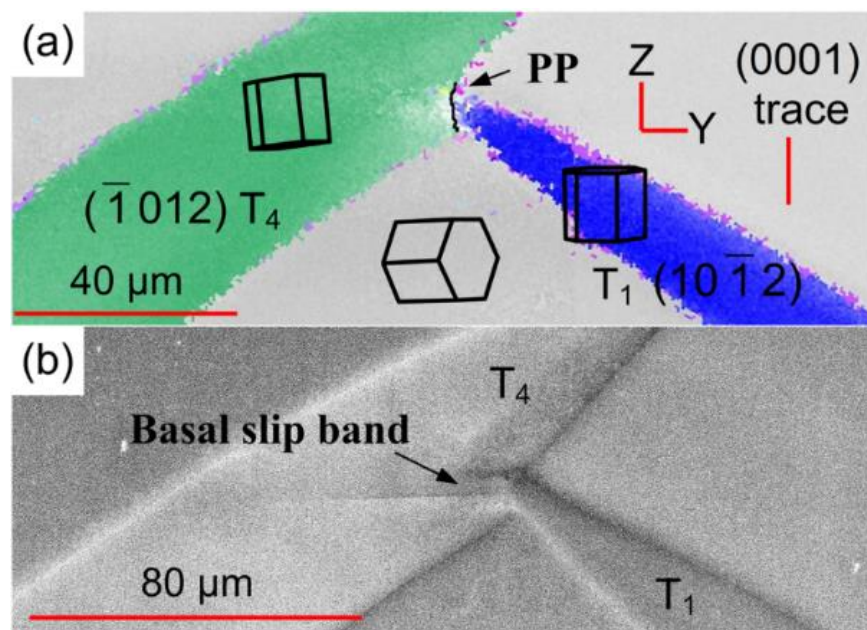 (a)
PP
Z
Y
(0001)
trace
(1̅012) T₄
40 μm
T₁ (101̅2)
(b)
T₄
Basal slip band
80 μm
T₁